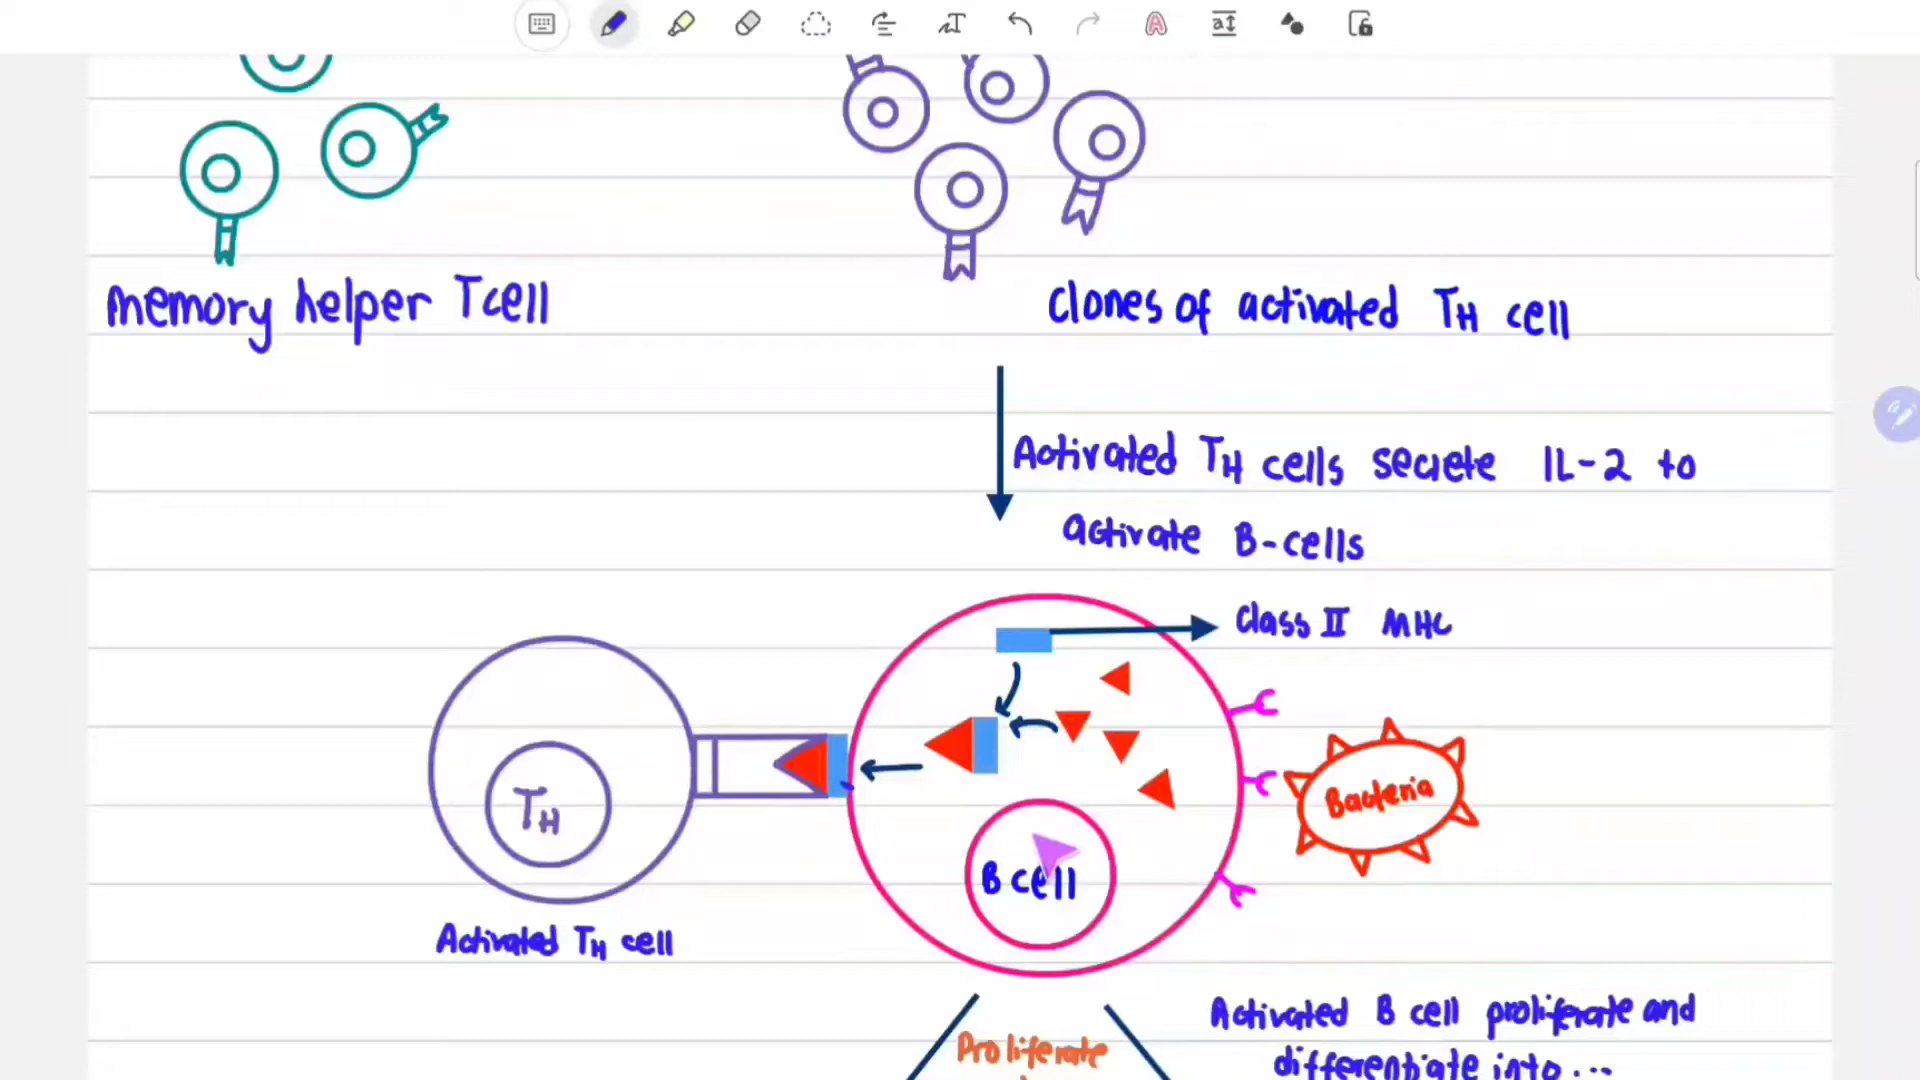 memory helper Tcell
Clones of activated TH cell
Activated TH cells secrete IL-2 to
activate B-cells
Class II MHC
Bacteria
TH
B cell
Activated TH cell
Activated B cell proliferate and
Proliferate
differentiate into...